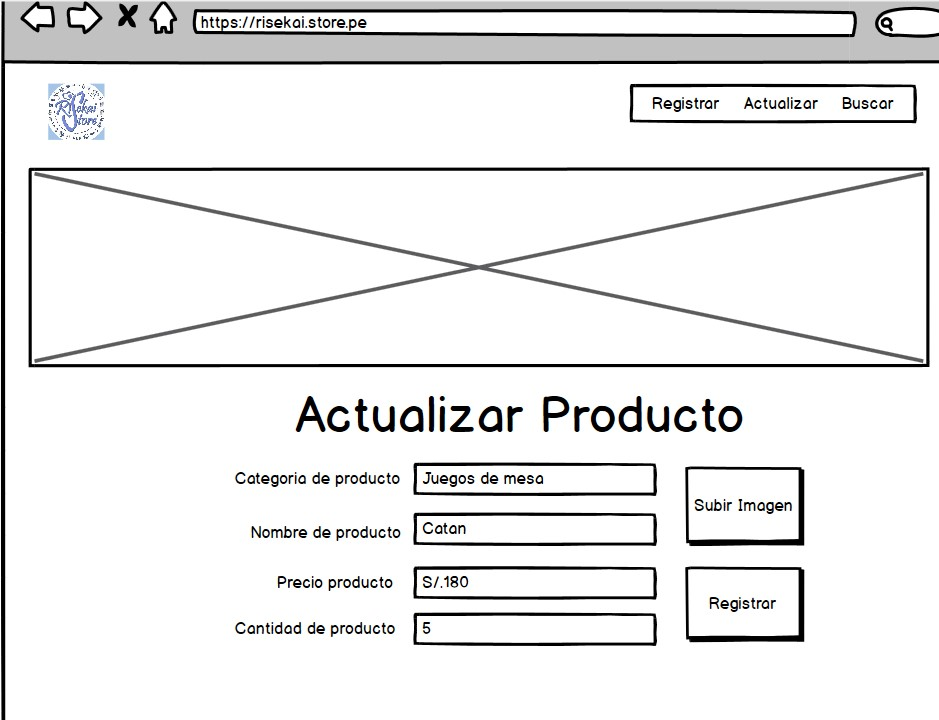 https://risekai.store.pe
Risekai
Store
Registrar Actualizar Buscar
Actualizar Producto
Categoria de producto Juegos de mesa
Subir Imagen
Nombre de producto Catan
Precio producto S/.180
Registrar
Cantidad de producto 5